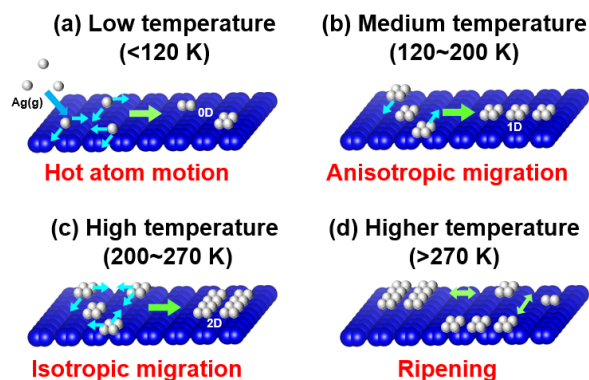 (a) Low temperature
(<120 K)
Ag(g)
0D
Hot atom motion
(b) Medium temperature
(120~200 K)
1D
Anisotropic migration
(c) High temperature
(200~270 K)
2D
Isotropic migration
(d) Higher temperature
(>270 K)
Ripening